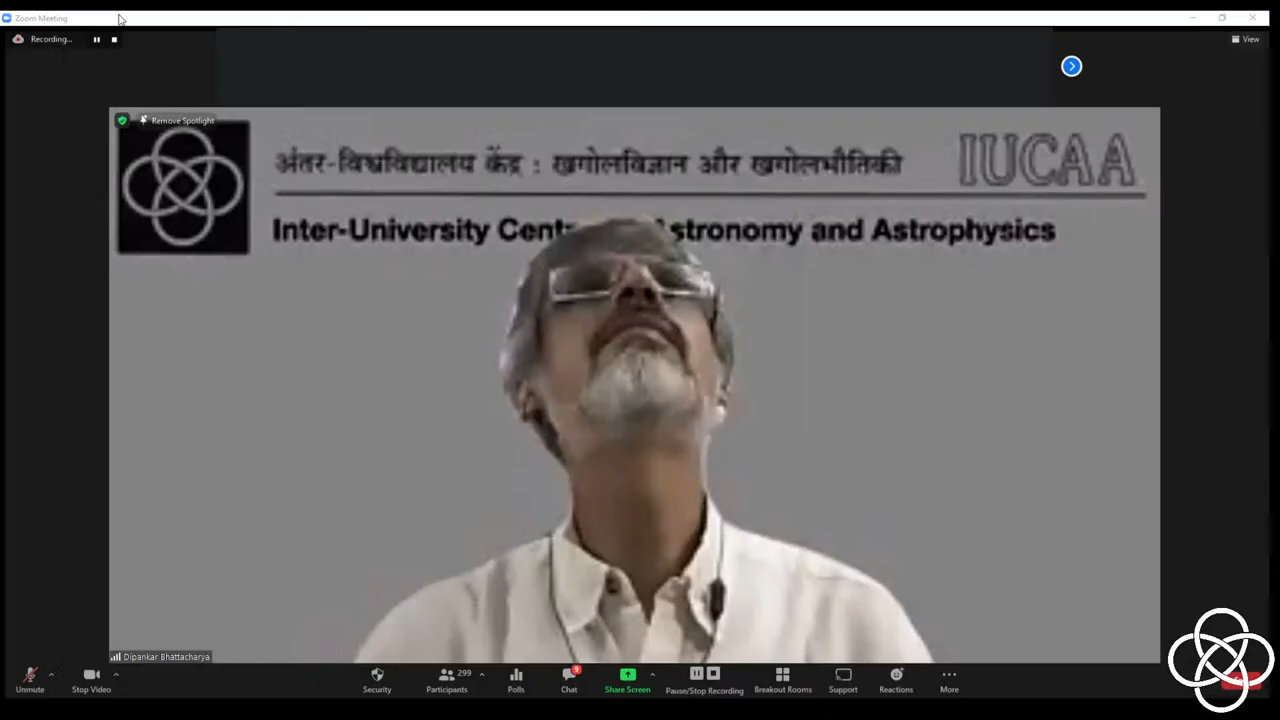 Zoom Meeting
Recording...
View
Remove Spotlight
अंतर-विश्वविद्यालय केंद्र : खगोलविज्ञान और खगोलभौतिकी
IUCAA
Inter-University Cent stronomy and Astrophysics
Dipankar Bhattacharya
Unmute
Stop Video
Security
Participants 299
Polls
Chat 9
Share Screen
Pause/Stop Recording
Breakout Rooms
Support
Reactions
More